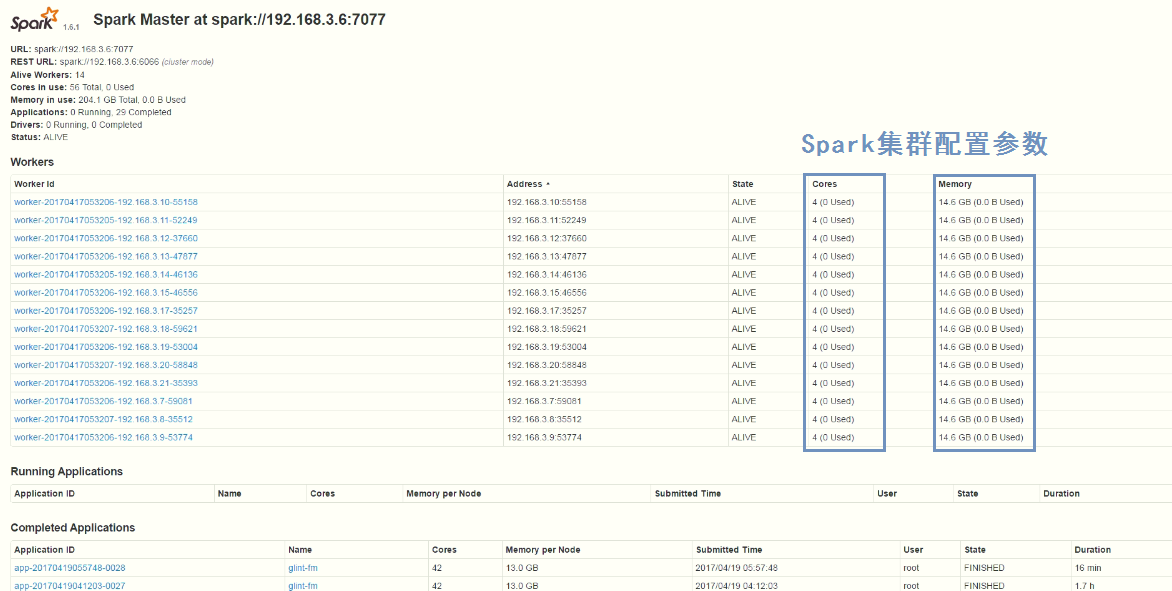 Spark 1.6.1 Spark Master at spark://192.168.3.6:7077
URL: spark://192.168.3.6:7077
REST URL: spark://192.168.3.6:6066 (cluster mode)
Alive Workers: 14
Cores in use: 56 Total, 0 Used
Memory in use: 204.1 GB Total, 0.0 B Used
Applications: 0 Running, 29 Completed
Drivers: 0 Running, 0 Completed
Status: ALIVE
Spark集群配置参数
Workers
Worker Id Address State Cores Memory
worker-20170417053206-192.168.3.10-55158 192.168.3.10:55158 ALIVE 4 (0 Used) 14.6 GB (0.0 B Used)
worker-20170417053205-192.168.3.11-52249 192.168.3.11:52249 ALIVE 4 (0 Used) 14.6 GB (0.0 B Used)
worker-20170417053206-192.168.3.12-37660 192.168.3.12:37660 ALIVE 4 (0 Used) 14.6 GB (0.0 B Used)
worker-20170417053206-192.168.3.13-47877 192.168.3.13:47877 ALIVE 4 (0 Used) 14.6 GB (0.0 B Used)
worker-20170417053205-192.168.3.14-46136 192.168.3.14:46136 ALIVE 4 (0 Used) 14.6 GB (0.0 B Used)
worker-20170417053206-192.168.3.15-46556 192.168.3.15:46556 ALIVE 4 (0 Used) 14.6 GB (0.0 B Used)
worker-20170417053206-192.168.3.17-35257 192.168.3.17:35257 ALIVE 4 (0 Used) 14.6 GB (0.0 B Used)
worker-20170417053207-192.168.3.18-59621 192.168.3.18:59621 ALIVE 4 (0 Used) 14.6 GB (0.0 B Used)
worker-20170417053206-192.168.3.19-53004 192.168.3.19:53004 ALIVE 4 (0 Used) 14.6 GB (0.0 B Used)
worker-20170417053207-192.168.3.20-58848 192.168.3.20:58848 ALIVE 4 (0 Used) 14.6 GB (0.0 B Used)
worker-20170417053206-192.168.3.21-35393 192.168.3.21:35393 ALIVE 4 (0 Used) 14.6 GB (0.0 B Used)
worker-20170417053206-192.168.3.7-59081 192.168.3.7:59081 ALIVE 4 (0 Used) 14.6 GB (0.0 B Used)
worker-20170417053207-192.168.3.8-35512 192.168.3.8:35512 ALIVE 4 (0 Used) 14.6 GB (0.0 B Used)
worker-20170417053206-192.168.3.9-53774 192.168.3.9:53774 ALIVE 4 (0 Used) 14.6 GB (0.0 B Used)
Running Applications
Application ID Name Cores Memory per Node Submitted Time User State Duration
Completed Applications
Application ID Name Cores Memory per Node Submitted Time User State Duration
app-20170419055748-0028 glint-fm 42 13.0 GB 2017/04/19 05:57:48 root FINISHED 16 min
app-20170419041203-0027 glint-fm 42 13.0 GB 2017/04/19 04:12:03 root FINISHED 1.7 h